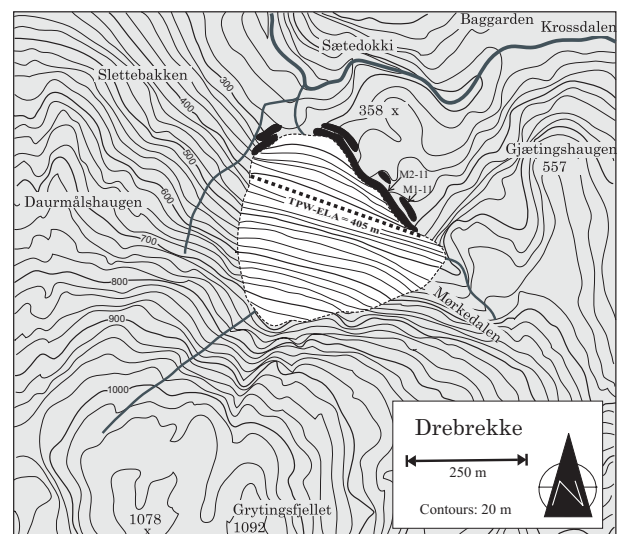 Baggarden
Krossdalen
Sætedokki
Slettebakken
300
358 x
400
Gjætingshaugen
557
500
M2-11
M1-11
600
Daurmålshaugen
TPW-ELA = 405 m
700
800
Mørkedalen
900
1000
Drebrekke
250 m
Contours: 20 m
N
Grytingsfjellet
1092
1078
x